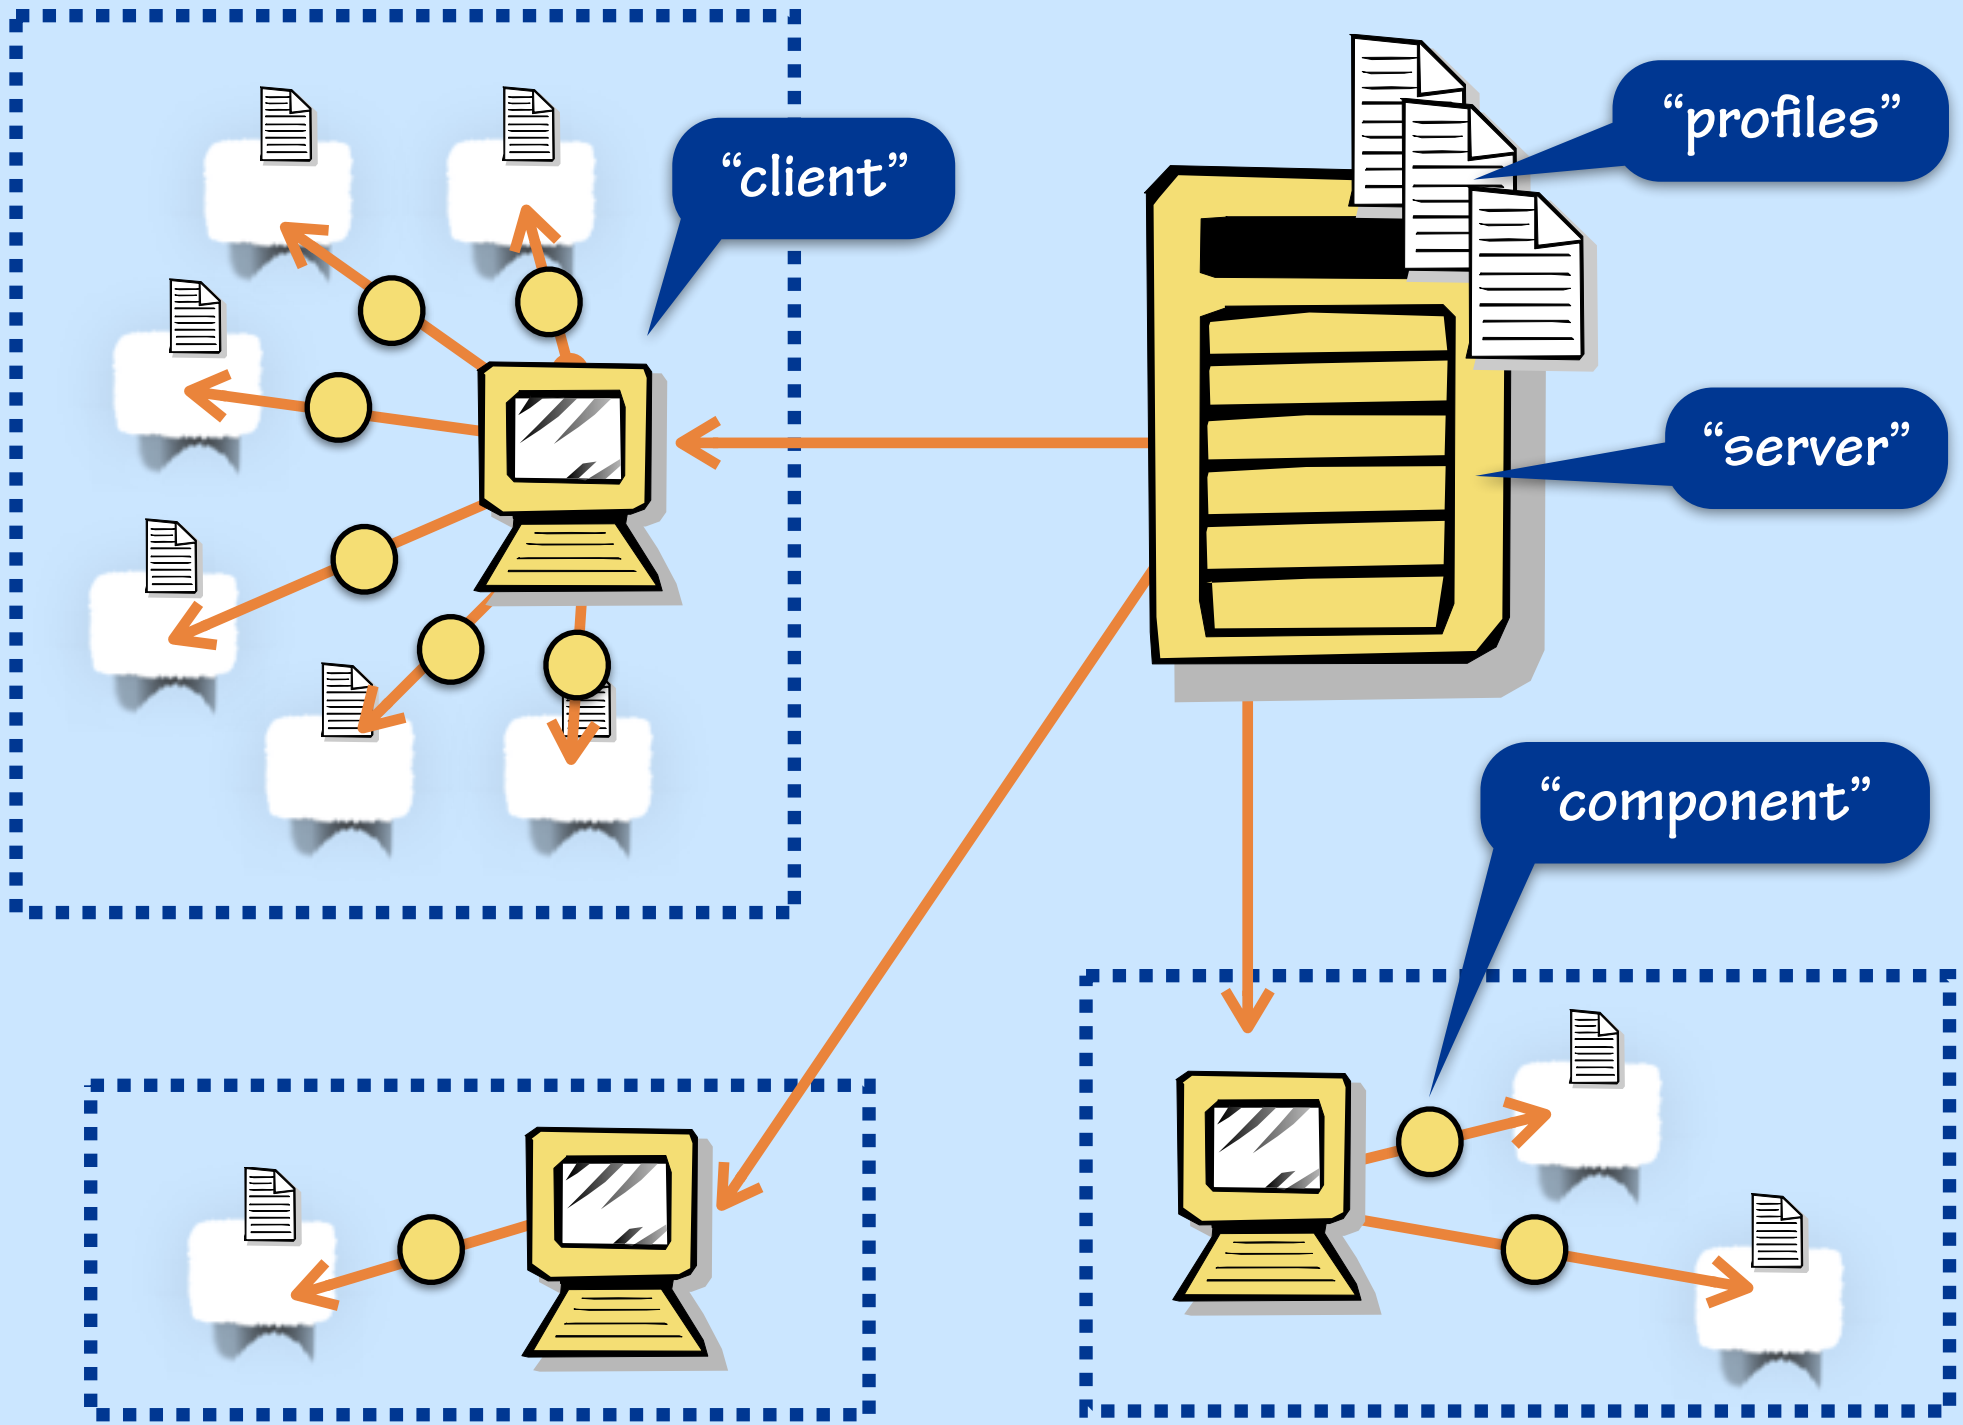 “profiles”
“client”
“server”
“component”